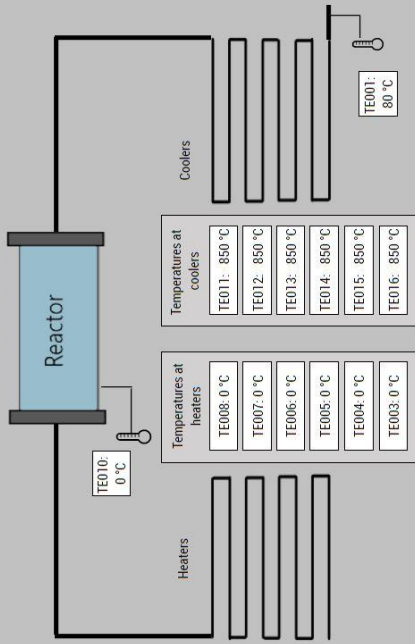 Reactor
TE010:
0 °C
Heaters
Temperatures at
heaters
TE008: 0 °C
TE007: 0 °C
TE006: 0 °C
TE005: 0 °C
TE004: 0 °C
TE003: 0 °C
Temperatures at
coolers
TE011: 850 °C
TE012: 850 °C
TE013: 850 °C
TE014: 850 °C
TE015: 850 °C
TE016: 850 °C
Coolers
TE001:
80 °C